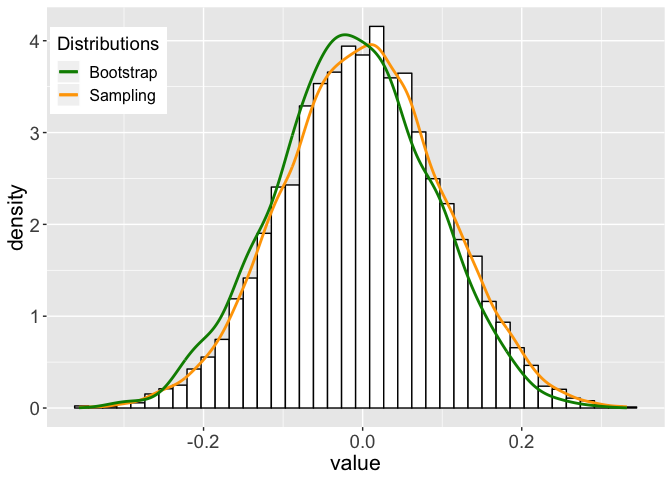 Distributions
Bootstrap
Sampling
density
4
3
2
1
0
-0.2 0.0 0.2
value